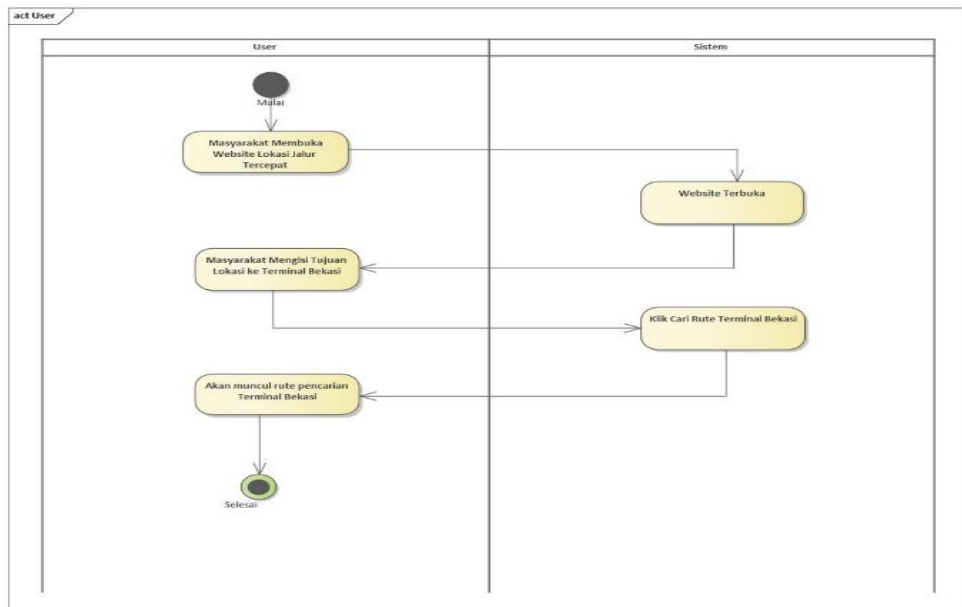 act User
User
Sistem
Mulai
Masyarakat Membuka
Website Lokasi Jalur
Tercepat
Website Terbuka
Masyarakat Mengisi Tujuan
Lokasi ke Terminal Bekasi
Klik Cari Rute Terminal Bekasi
Akan muncul rute pencarian
Terminal Bekasi
Selesai